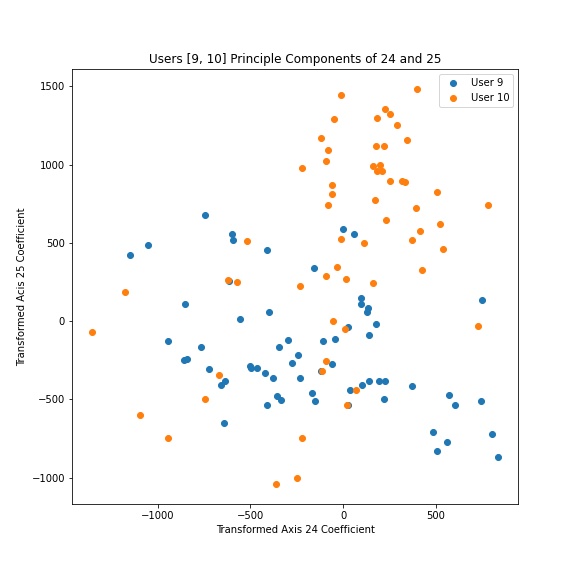 Users [9, 10] Principle Components of 24 and 25
User 9
User 10
Transformed Acis 25 Coefficient
1500
1000
500
0
−500
−1000
−1000
−500
0
500
Transformed Axis 24 Coefficient